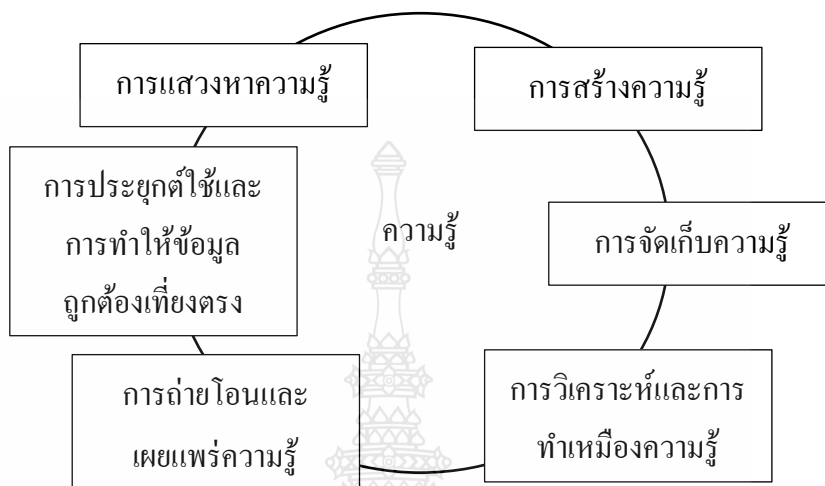 การแสวงหาความรู้
การสร้างความรู้
การประยุกต์ใช้และ
การทำให้ข้อมูล
ถูกต้องเที่ยงตรง
ความรู้
การจัดเก็บความรู้
การถ่ายโอนและ
เผยแพร่ความรู้
การวิเคราะห์และการ
ทำเหมืองความรู้